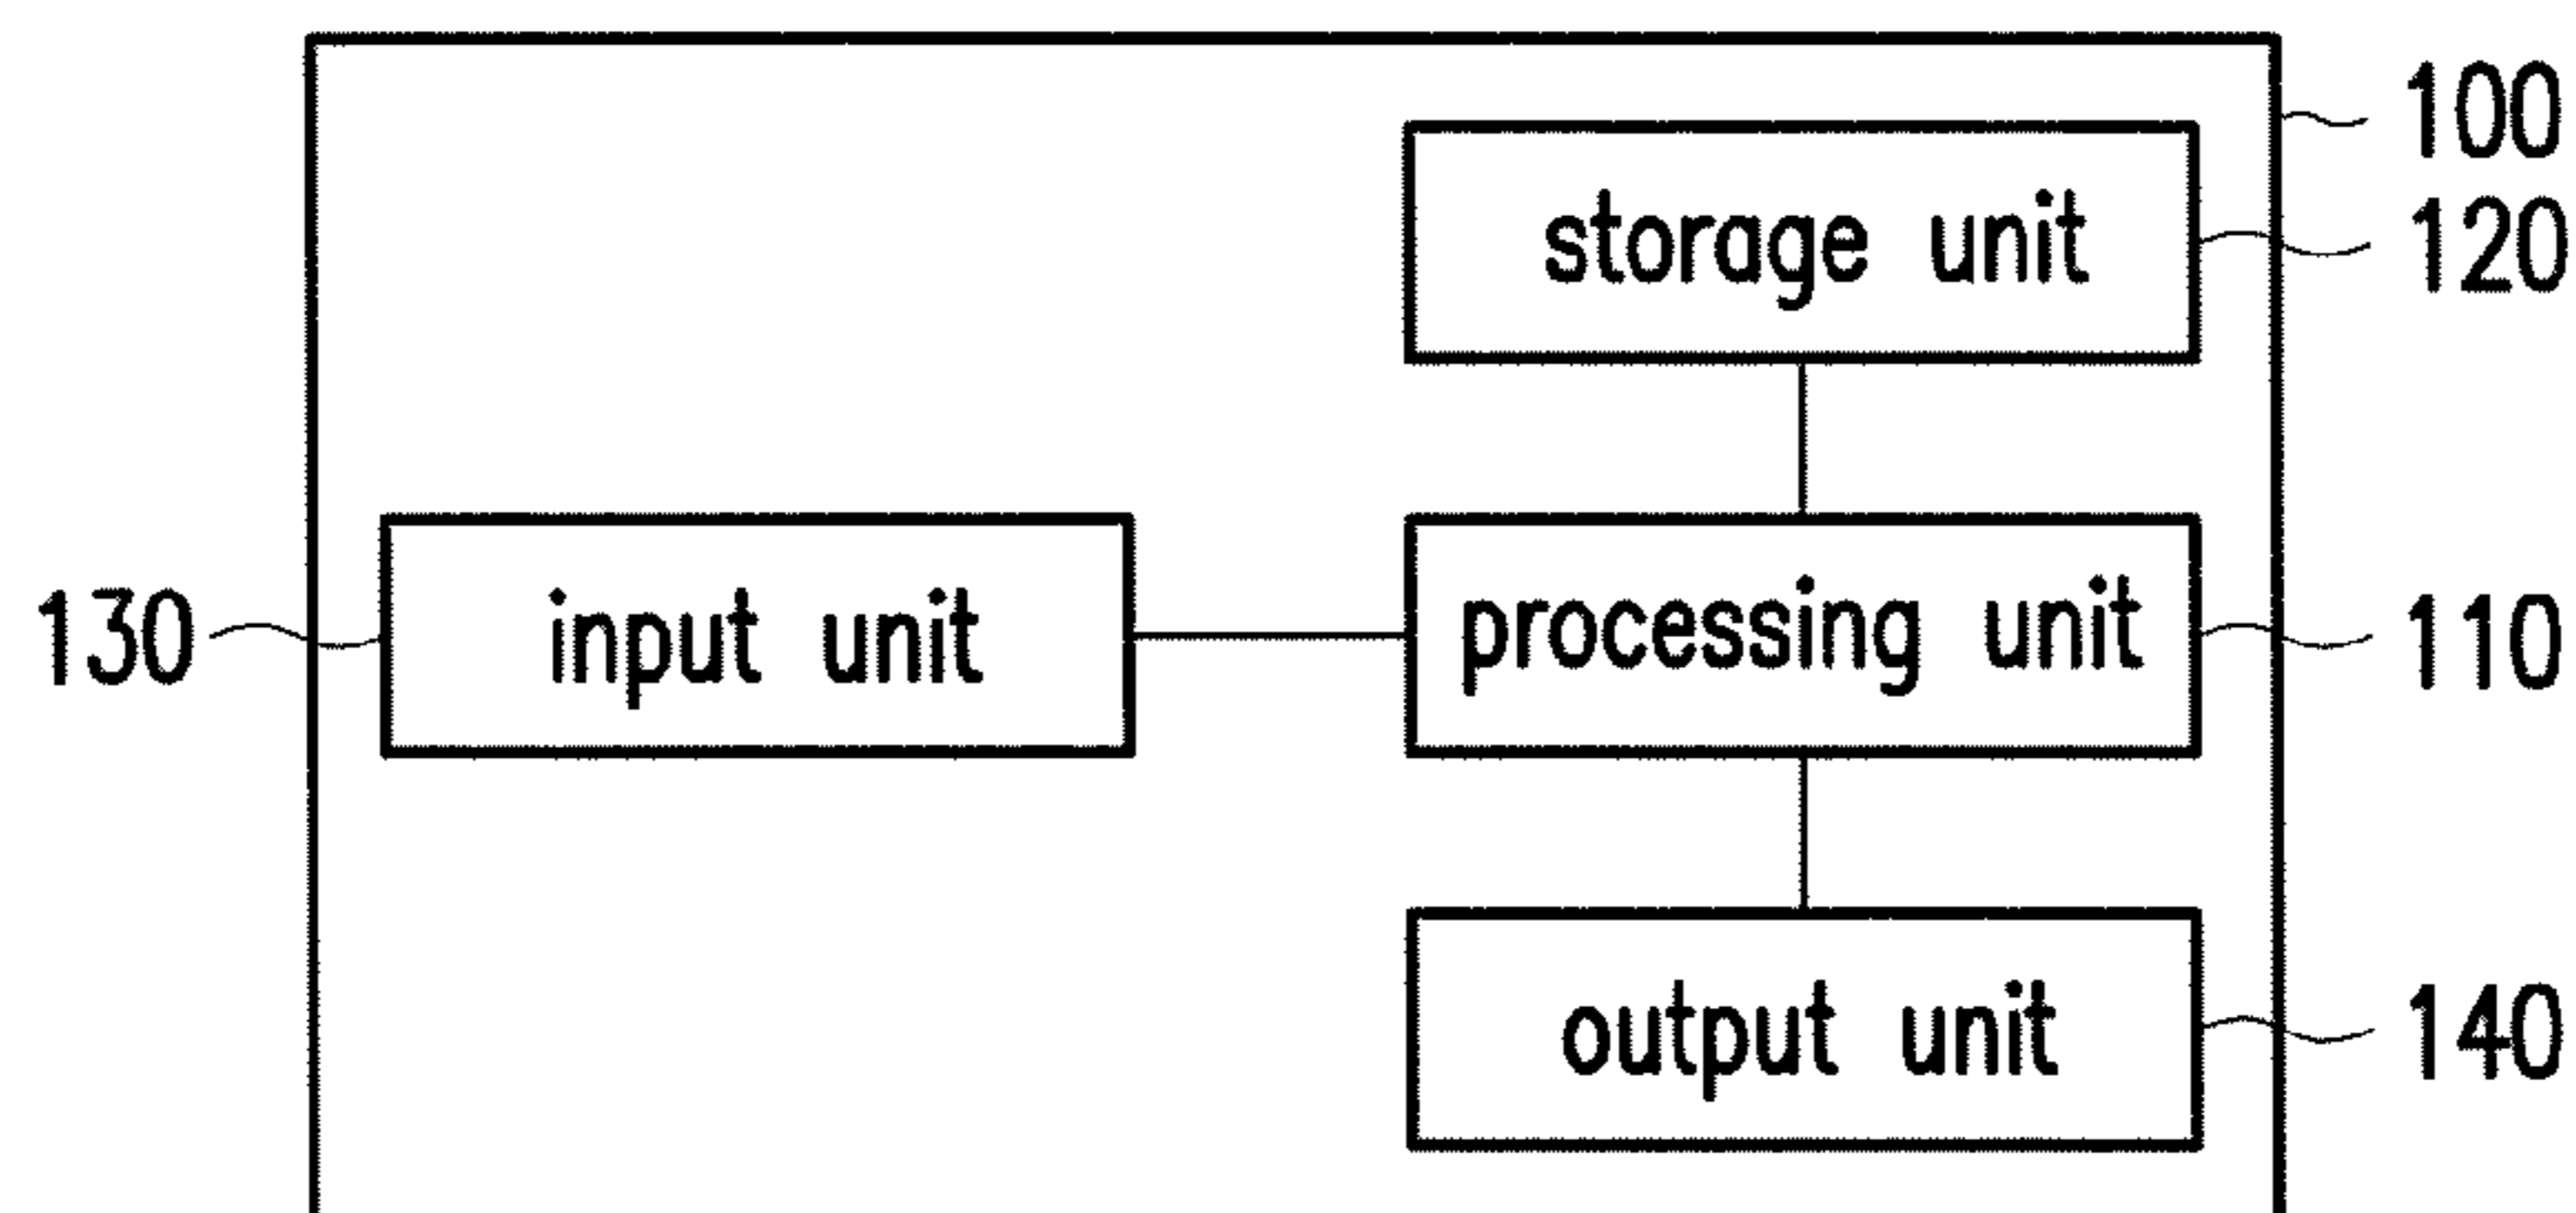 100
storage unit 120
130 input unit processing unit 110
output unit 140